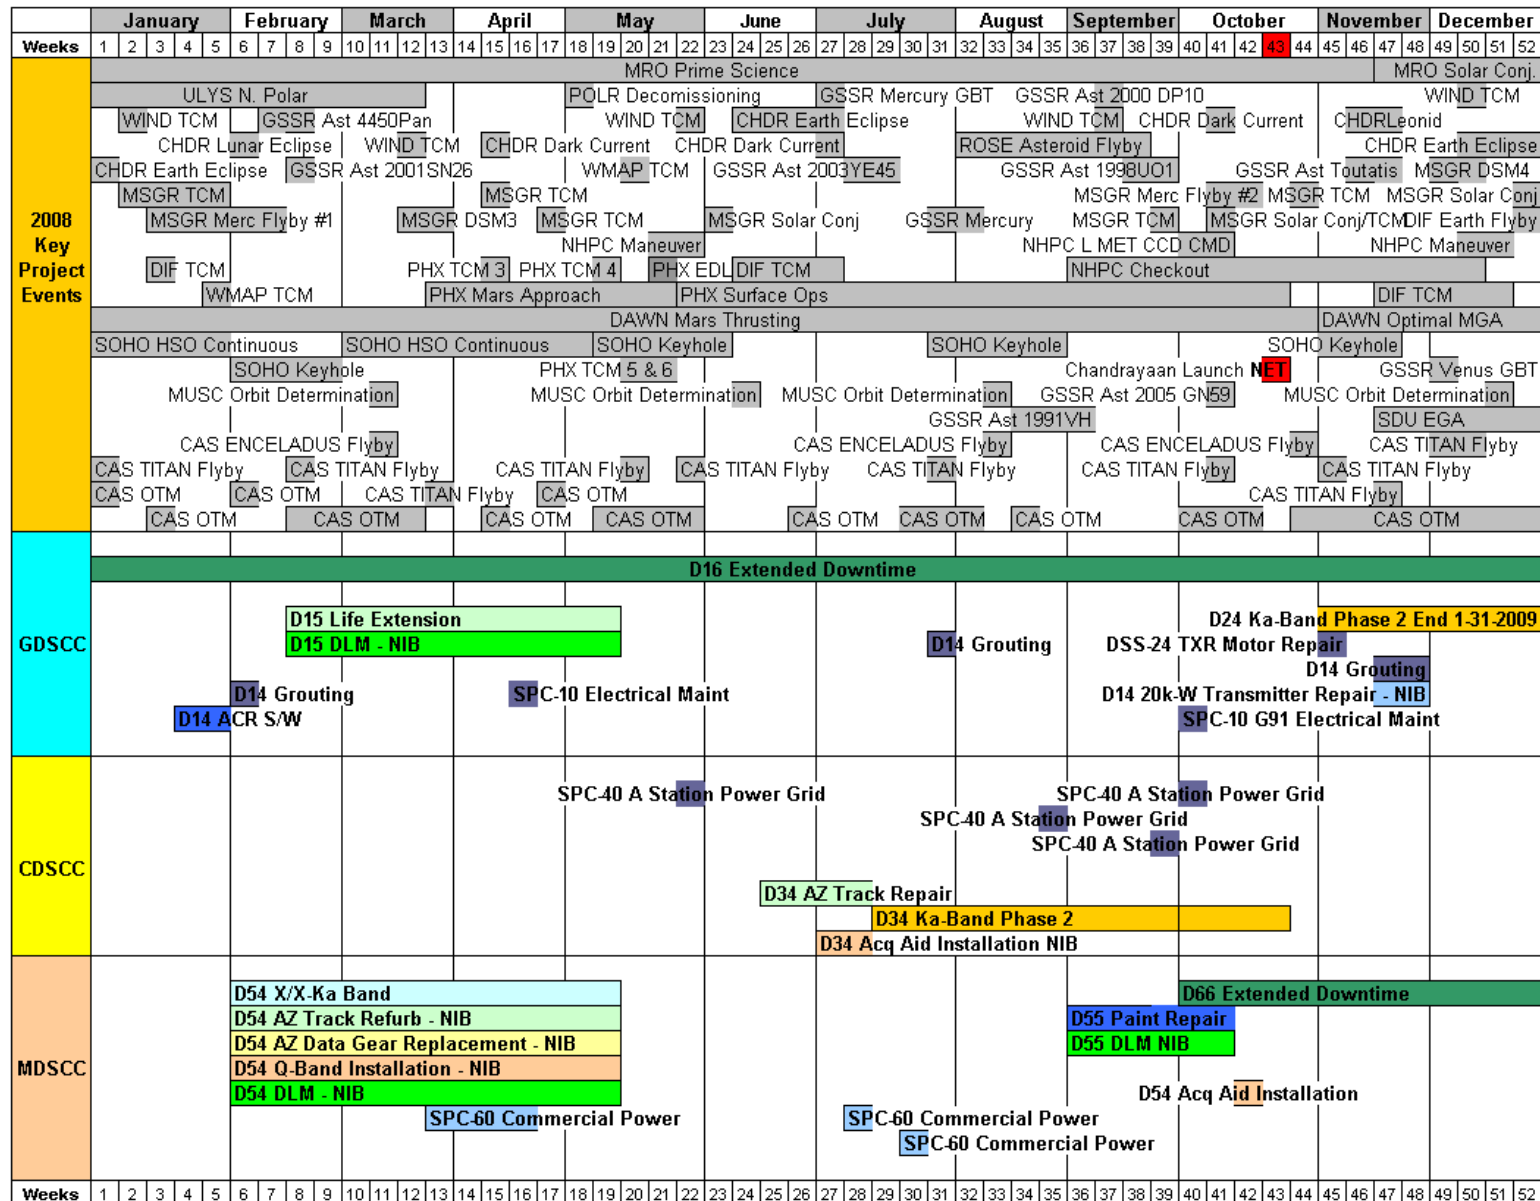 January February March April May June July August September October November December
Weeks 1 2 3 4 5 6 7 8 9 10 11 12 13 14 15 16 17 18 19 20 21 22 23 24 25 26 27 28 29 30 31 32 33 34 35 36 37 38 39 40 41 42 43 44 45 46 47 48 49 50 51 52
2008 Key Project Events
MRO Prime Science MRO Solar Conj.
ULYS N. Polar POLR Decomissioning GSSR Mercury GBT GSSR Ast 2000 DP10 WIND TCM
WIND TCM GSSR Ast 4450Pan WIND TCM CHDR Earth Eclipse WIND TCM CHDR Dark Current CHDRLeonid
CHDR Lunar Eclipse WIND TCM CHDR Dark Current CHDR Dark Current ROSE Asteroid Flyby CHDR Earth Eclipse
CHDR Earth Eclipse GSSR Ast 2001SN26 WMAP TCM GSSR Ast 2003YE45 GSSR Ast 1998UO1 GSSR Ast Toutatis MSGR DSM4
MSGR TCM MSGR TCM MSGR Merc Flyby #2 MSGR TCM MSGR Solar Conj
MSGR Merc Flyby #1 MSGR DSM3 MSGR TCM MSGR Solar Conj GSSR Mercury MSGR TCM MSGR Solar Conj/TCM DIF Earth Flyby
NHPC Maneuver NHPC L MET CCD CMD NHPC Maneuver
DIF TCM PHX TCM 3 PHX TCM 4 PHX EDL DIF TCM NHPC Checkout
WMAP TCM PHX Mars Approach PHX Surface Ops DIF TCM
DAWN Mars Thrusting DAWN Optimal MGA
SOHO HSO Continuous SOHO HSO Continuous SOHO Keyhole SOHO Keyhole SOHO Keyhole
SOHO Keyhole PHX TCM 5 & 6 Chandrayaan Launch NET GSSR Venus GBT
MUSC Orbit Determination MUSC Orbit Determination MUSC Orbit Determination GSSR Ast 2005 GN59 MUSC Orbit Determination
GSSR Ast 1991VH SDU EGA
CAS ENCELADUS Flyby CAS ENCELADUS Flyby CAS ENCELADUS Flyby CAS TITAN Flyby
CAS TITAN Flyby CAS TITAN Flyby CAS TITAN Flyby CAS TITAN Flyby CAS TITAN Flyby CAS TITAN Flyby CAS TITAN Flyby
CAS OTM CAS OTM CAS TITAN Flyby CAS OTM CAS TITAN Flyby
CAS OTM CAS OTM CAS OTM CAS OTM CAS OTM CAS OTM CAS OTM CAS OTM CAS OTM
GDSCC
D16 Extended Downtime
D15 Life Extension D24 Ka-Band Phase 2 End 1-31-2009
D15 DLM - NIB D14 Grouting DSS-24 TXR Motor Repair
D14 Grouting
D14 Grouting SPC-10 Electrical Maint D14 20k-W Transmitter Repair - NIB
D14 ACR S/W SPC-10 G91 Electrical Maint
CDSCC
SPC-40 A Station Power Grid SPC-40 A Station Power Grid
SPC-40 A Station Power Grid
SPC-40 A Station Power Grid
D34 AZ Track Repair
D34 Ka-Band Phase 2
D34 Acq Aid Installation NIB
MDSCC
D54 X/X-Ka Band D66 Extended Downtime
D54 AZ Track Refurb - NIB D55 Paint Repair
D54 AZ Data Gear Replacement - NIB D55 DLM NIB
D54 Q-Band Installation - NIB
D54 DLM - NIB D54 Acq Aid Installation
SPC-60 Commercial Power SPC-60 Commercial Power
SPC-60 Commercial Power
Weeks 1 2 3 4 5 6 7 8 9 10 11 12 13 14 15 16 17 18 19 20 21 22 23 24 25 26 27 28 29 30 31 32 33 34 35 36 37 38 39 40 41 42 43 44 45 46 47 48 49 50 51 52